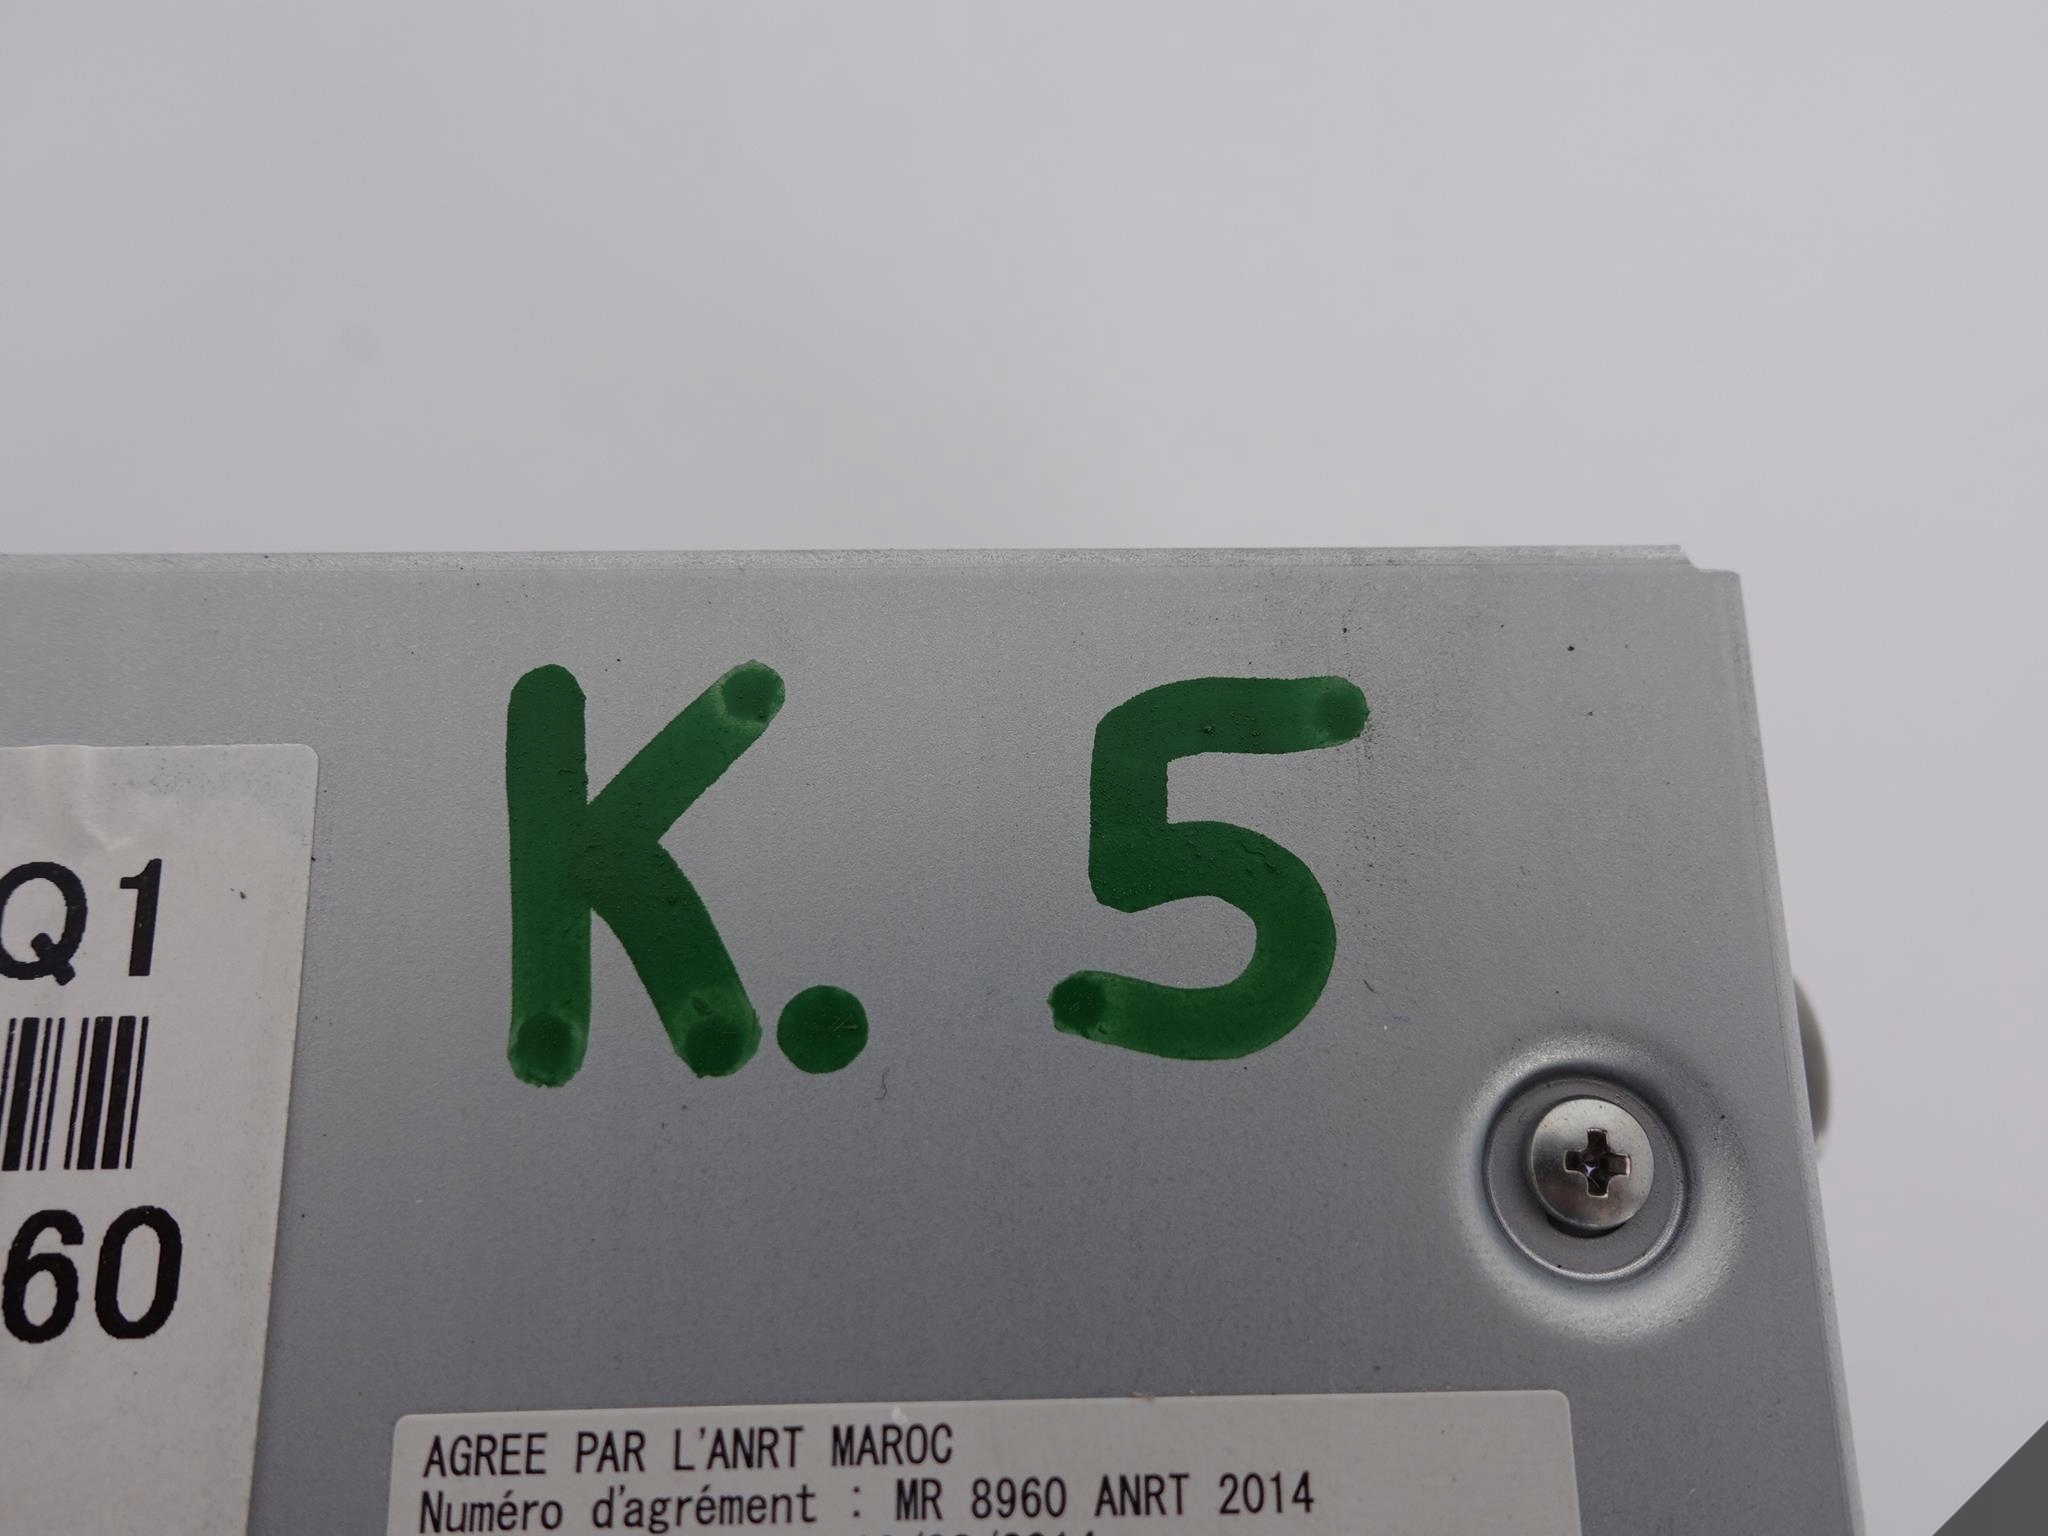 K. 5
Q1
60
AGREE PAR L'ANRT MAROC
Numéro d'agrément : MR 8960 ANRT 2014